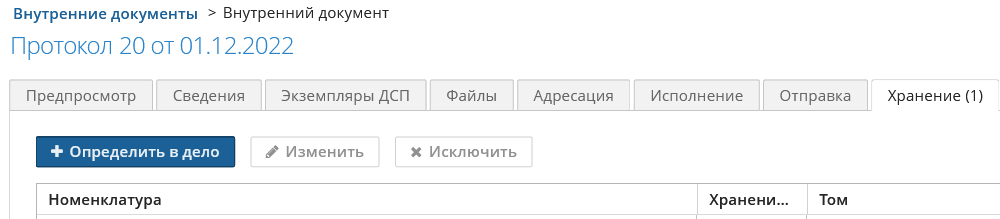 Внутренние документы > Внутренний документ
Протокол 20 от 01.12.2022
Предпросмотр Сведения Экземпляры ДСП Файлы Адресация Исполнение Отправка Хранение (1)
Определить в дело Изменить Исключить
Номенклатура Хранени... Том